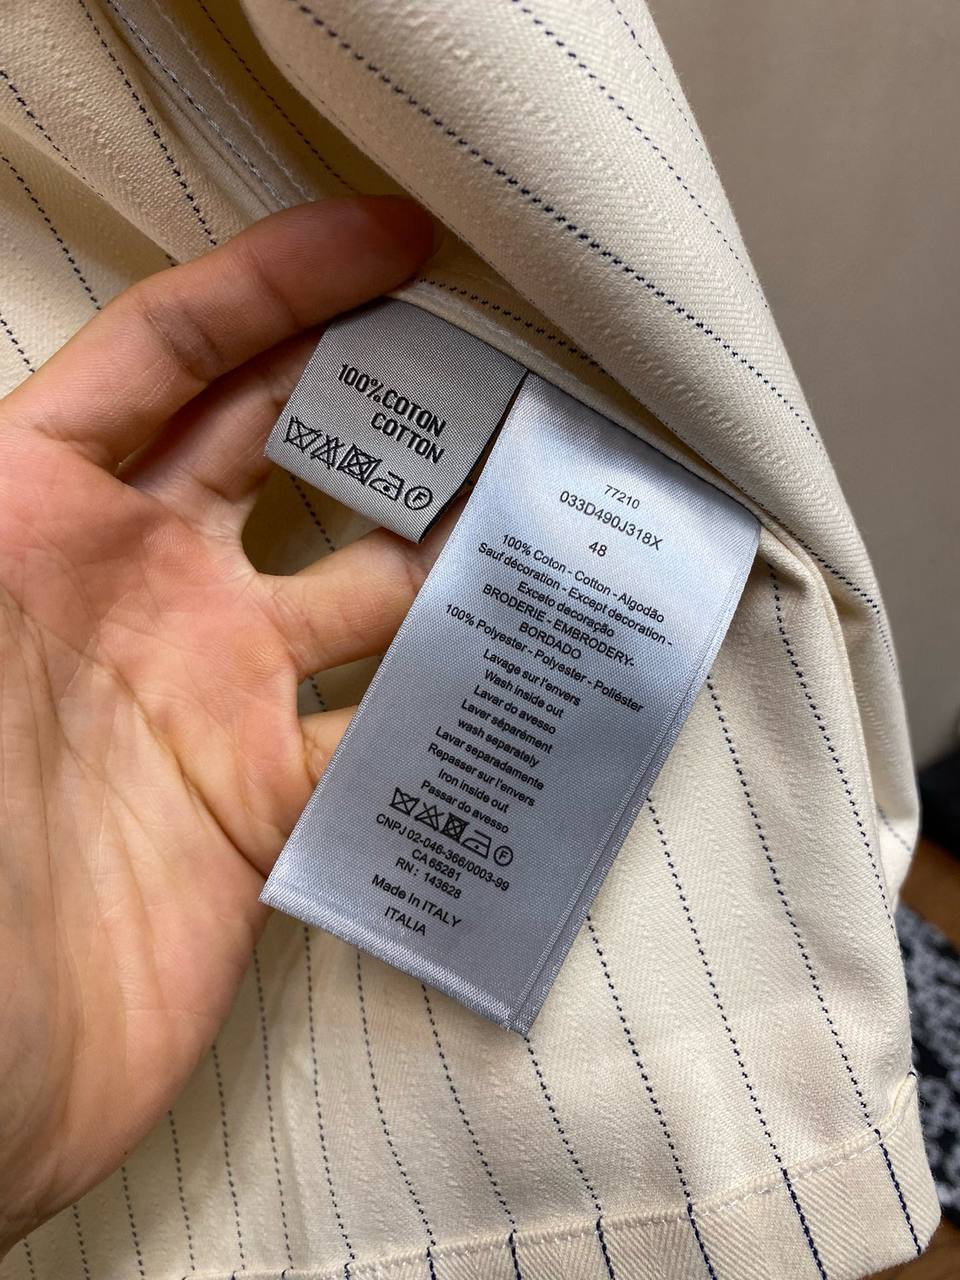 100% COTON
COTTON
F
77210
033D490J318X
48
100% Coton - Cotton - Algodão
Sauf décoration - Except decoration -
Exceto decoração
BRODERIE - EMBRODERY-
BORDADO
100% Polyester - Polyester - Poliéster
Lavage sur l'envers
Wash inside out
Lavar do avesso
Laver séparément
wash separately
Lavar separadamente
Repasser sur l'envers
Iron inside out
Passar do avesso
F
CNPJ 02-046-366/0003-99
CA 65281
RN : 143628
Made In ITALY
ITALIA